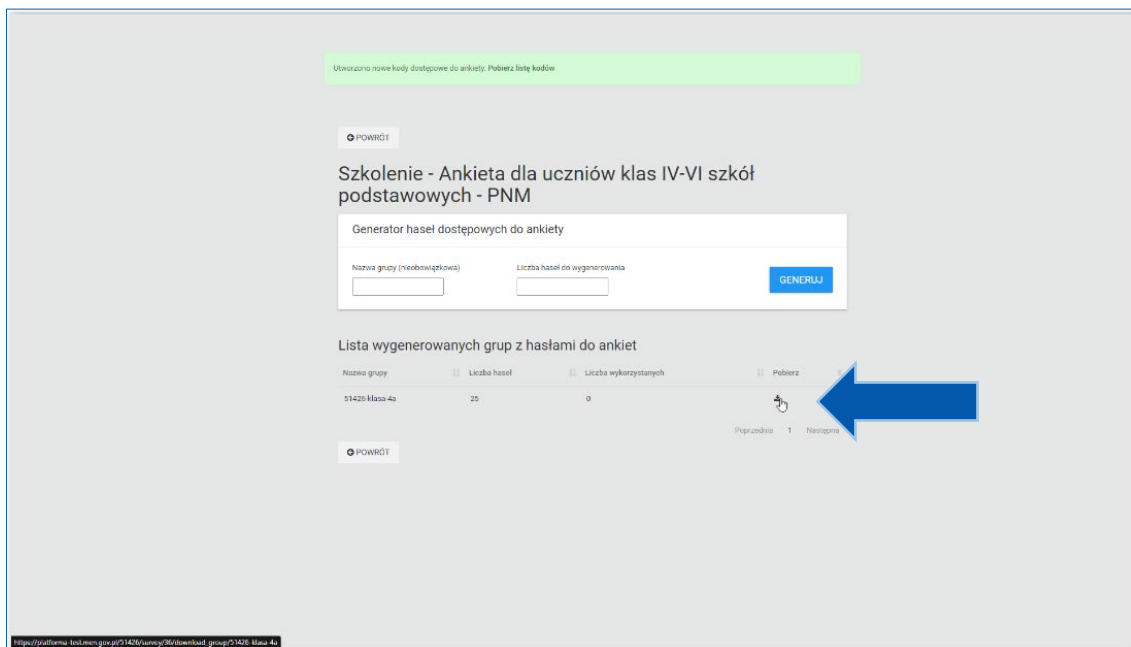 Utworzono nowe kody dostępowe do ankiety. Pobierz listę kodów
POWRÓT
Szkolenie - Ankieta dla uczniów klas IV-VI szkół
podstawowych - PNM
Generator haseł dostępowych do ankiety
Nazwa grupy (nieobowiązkowa) Liczba haseł do wygenerowania
GENERUJ
Lista wygenerowanych grup z hasłami do ankiet
Nazwa grupy Liczba haseł Liczba wykorzystanych Pobierz
51426-klasa-4a 25 0
Poprzednia 1 Następna
POWRÓT
https://platforma-test.men.gov.pl/51426/survey/36/download_group/51426-klasa-4a